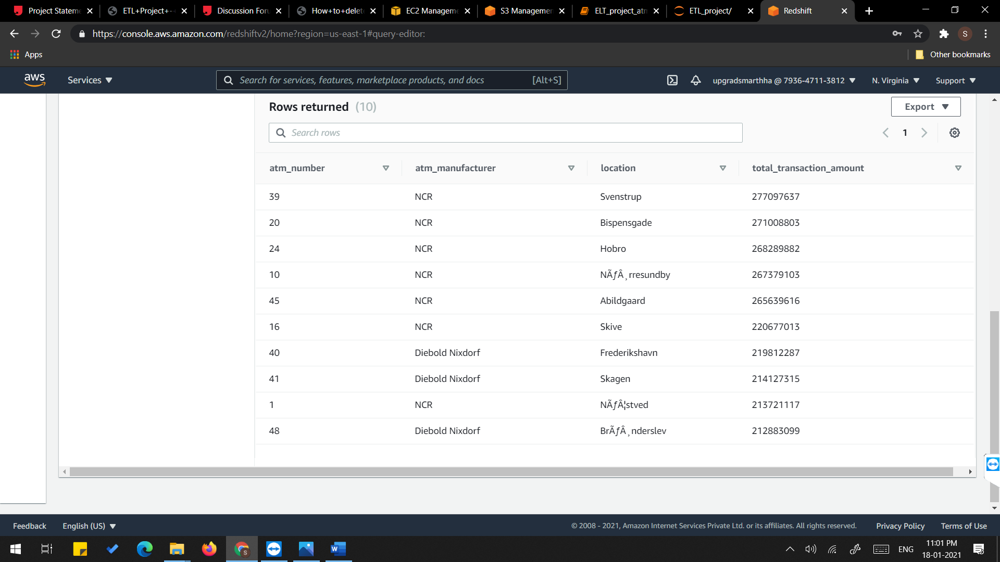 Project Stateme
ETL+Project+-+
Discussion Foru
How+to+delet
EC2 Manageme
S3 Managemen
ELT_project_atm
ETL_project/
Redshift
https://console.aws.amazon.com/redshiftv2/home?region=us-east-1#query-editor:
S
Apps
Other bookmarks
aws
Services
Search for services, features, marketplace products, and docs
[Alt+S]
upgradsmarthha @ 7936-4711-3812
N. Virginia
Support
Rows returned (10)
Export
Search rows
1
atm_number atm_manufacturer location total_transaction_amount
39 NCR Svenstrup 277097637
20 NCR Bispensgade 271008803
24 NCR Hobro 268289882
10 NCR NÃƒÂ¸rresundby 267379103
45 NCR Abildgaard 265639616
16 NCR Skive 220677013
40 Diebold Nixdorf Frederikshavn 219812287
41 Diebold Nixdorf Skagen 214127315
1 NCR NÃƒÂ¦stved 213721117
48 Diebold Nixdorf BrÃƒÂ¸nderslev 212883099
Feedback
English (US)
© 2008 - 2021, Amazon Internet Services Private Ltd. or its affiliates. All rights reserved.
Privacy Policy
Terms of Use
S
W
ENG
11:01 PM
18-01-2021